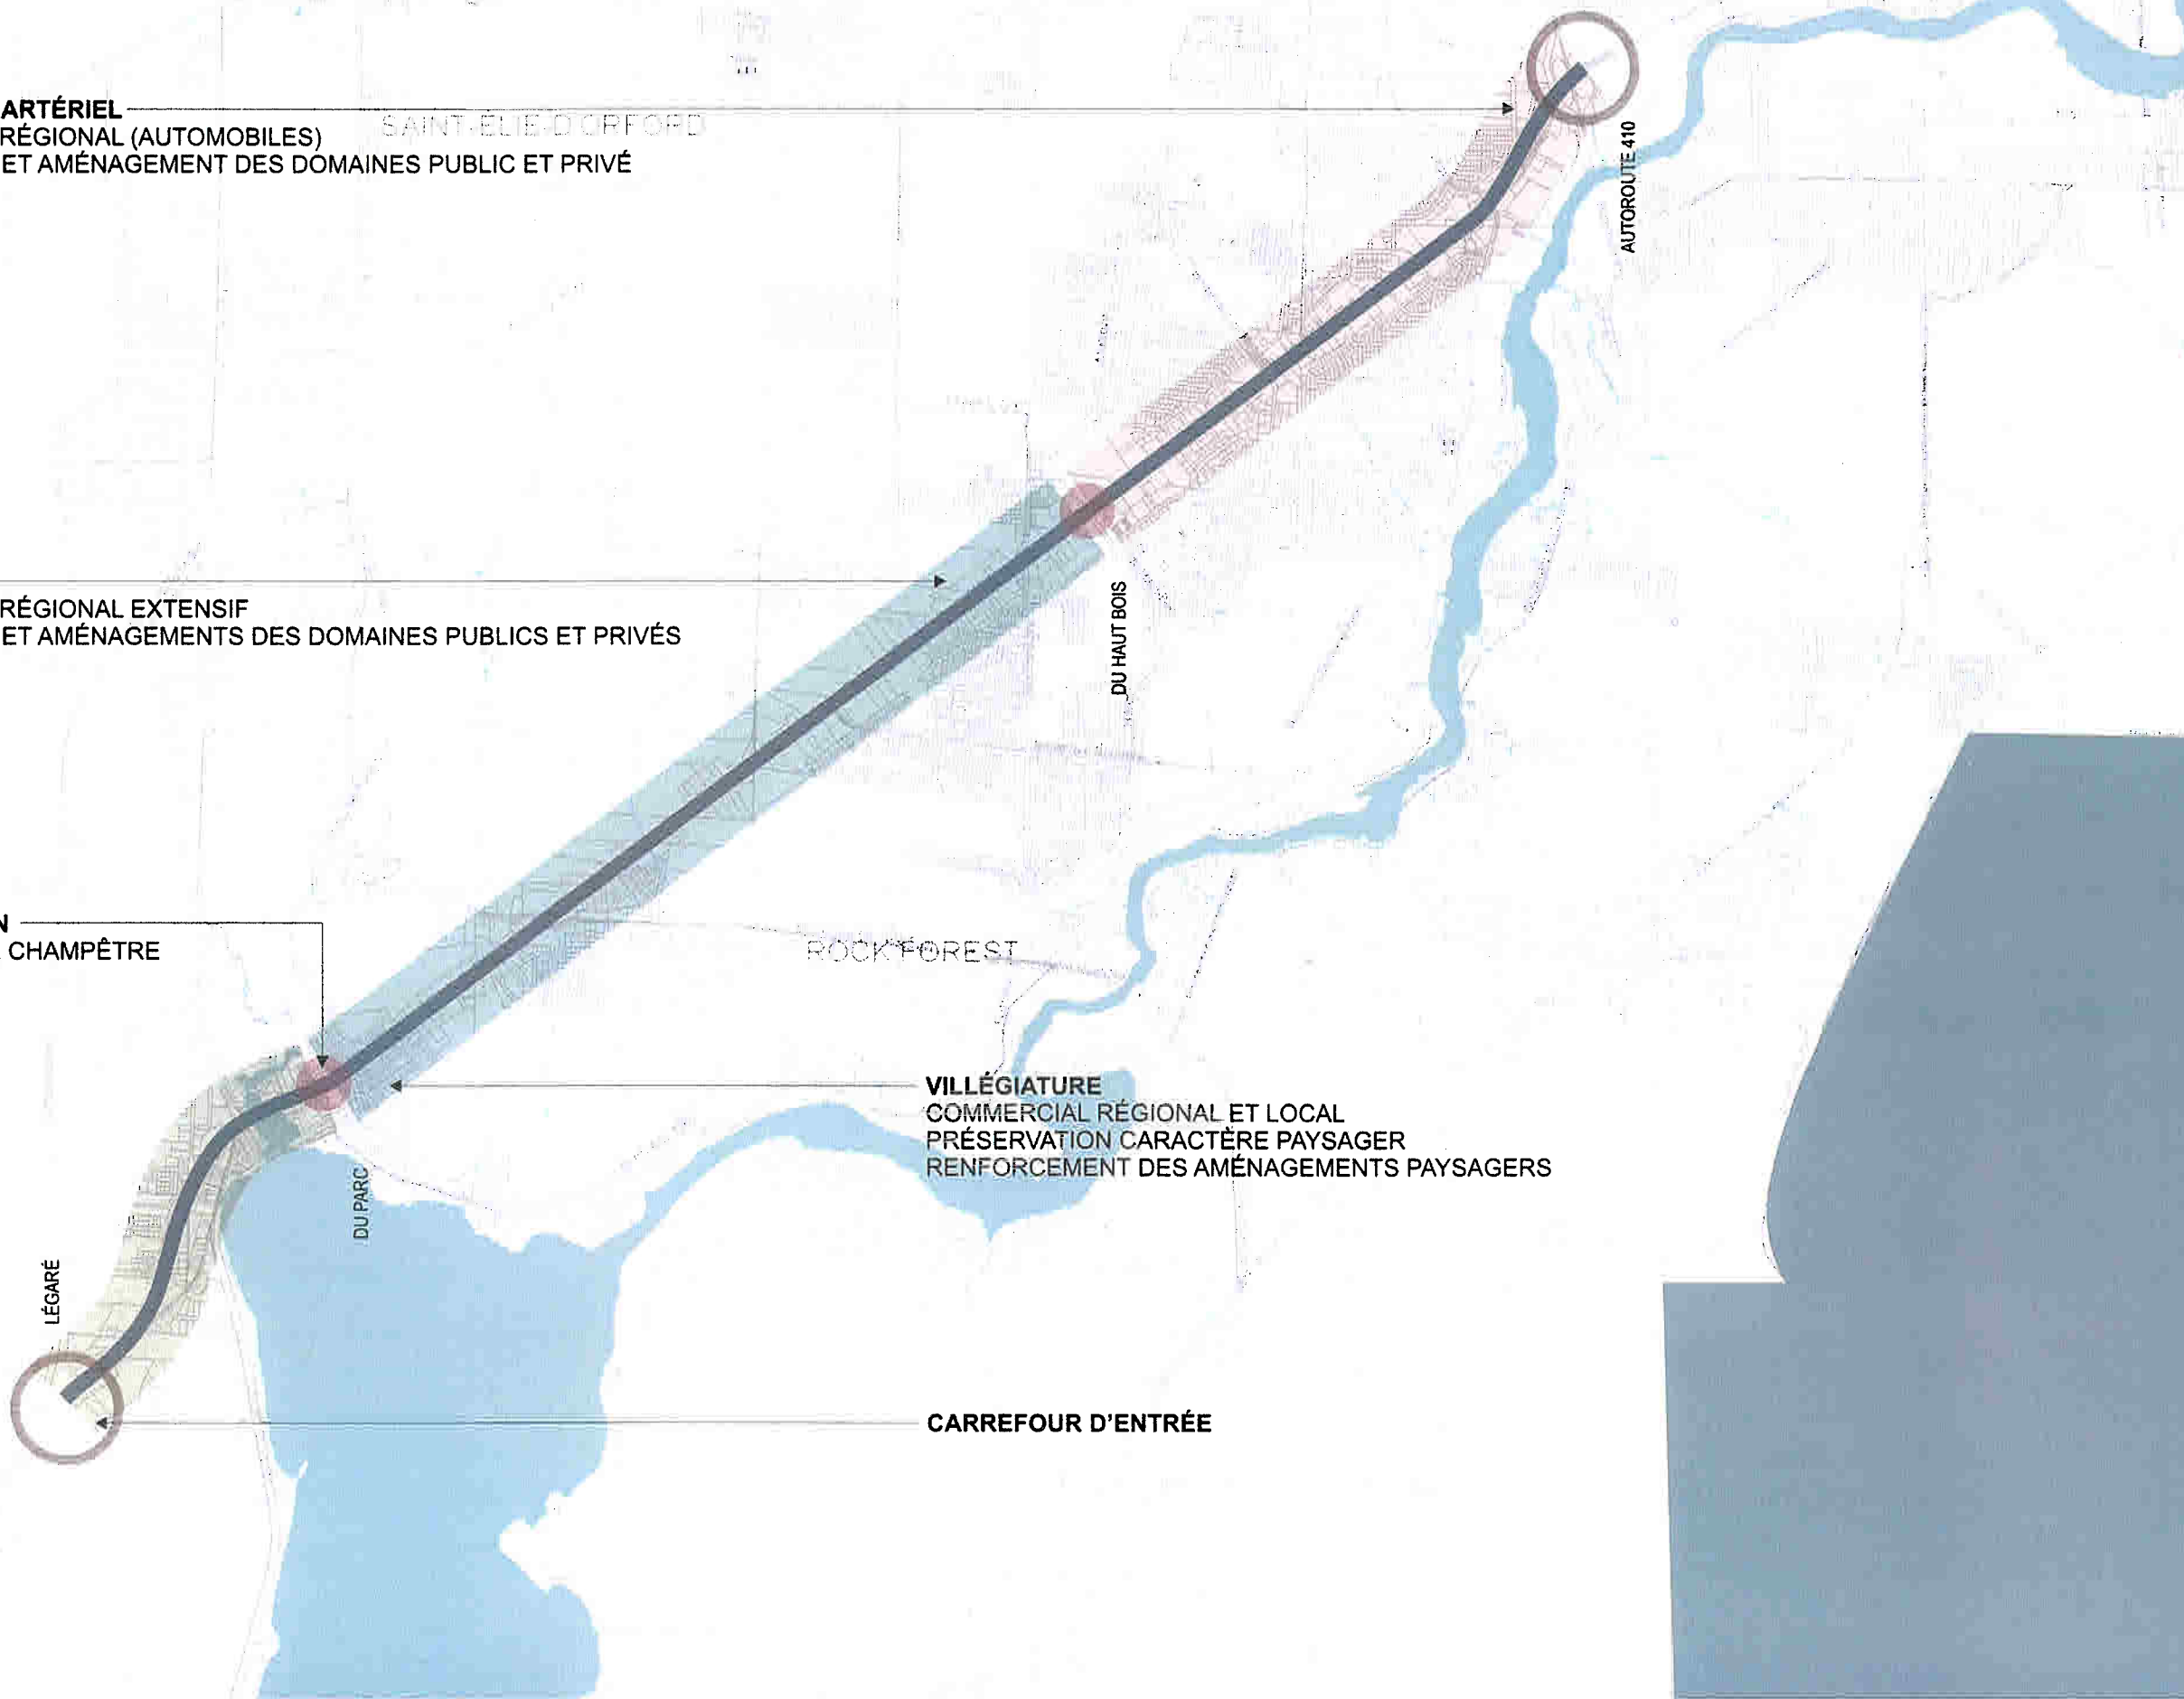 ARTÉRIEL
RÉGIONAL (AUTOMOBILES)
ET AMÉNAGEMENT DES DOMAINES PUBLIC ET PRIVÉ
SAINT-ELIE-D'ORFORD
AUTOROUTE 410
RÉGIONAL EXTENSIF
ET AMÉNAGEMENTS DES DOMAINES PUBLICS ET PRIVÉS
DU HAUT BOIS
N
CHAMPÊTRE
ROCK FOREST
VILLÉGIATURE
COMMERCIAL RÉGIONAL ET LOCAL
PRÉSERVATION CARACTÈRE PAYSAGER
RENFORCEMENT DES AMÉNAGEMENTS PAYSAGERS
DU PARC
LÉGARÉ
CARREFOUR D'ENTRÉE